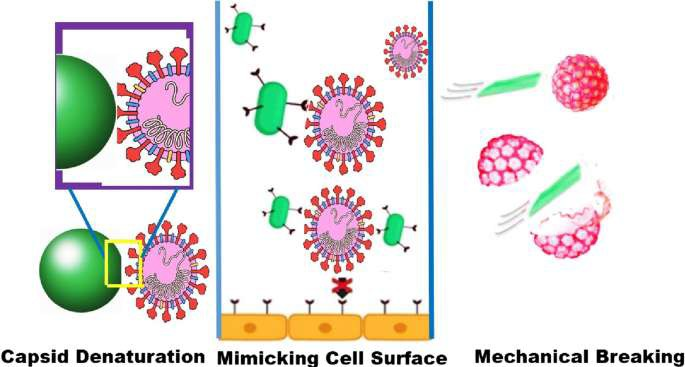 Capsid Denaturation
Mimicking Cell Surface
Mechanical Breaking